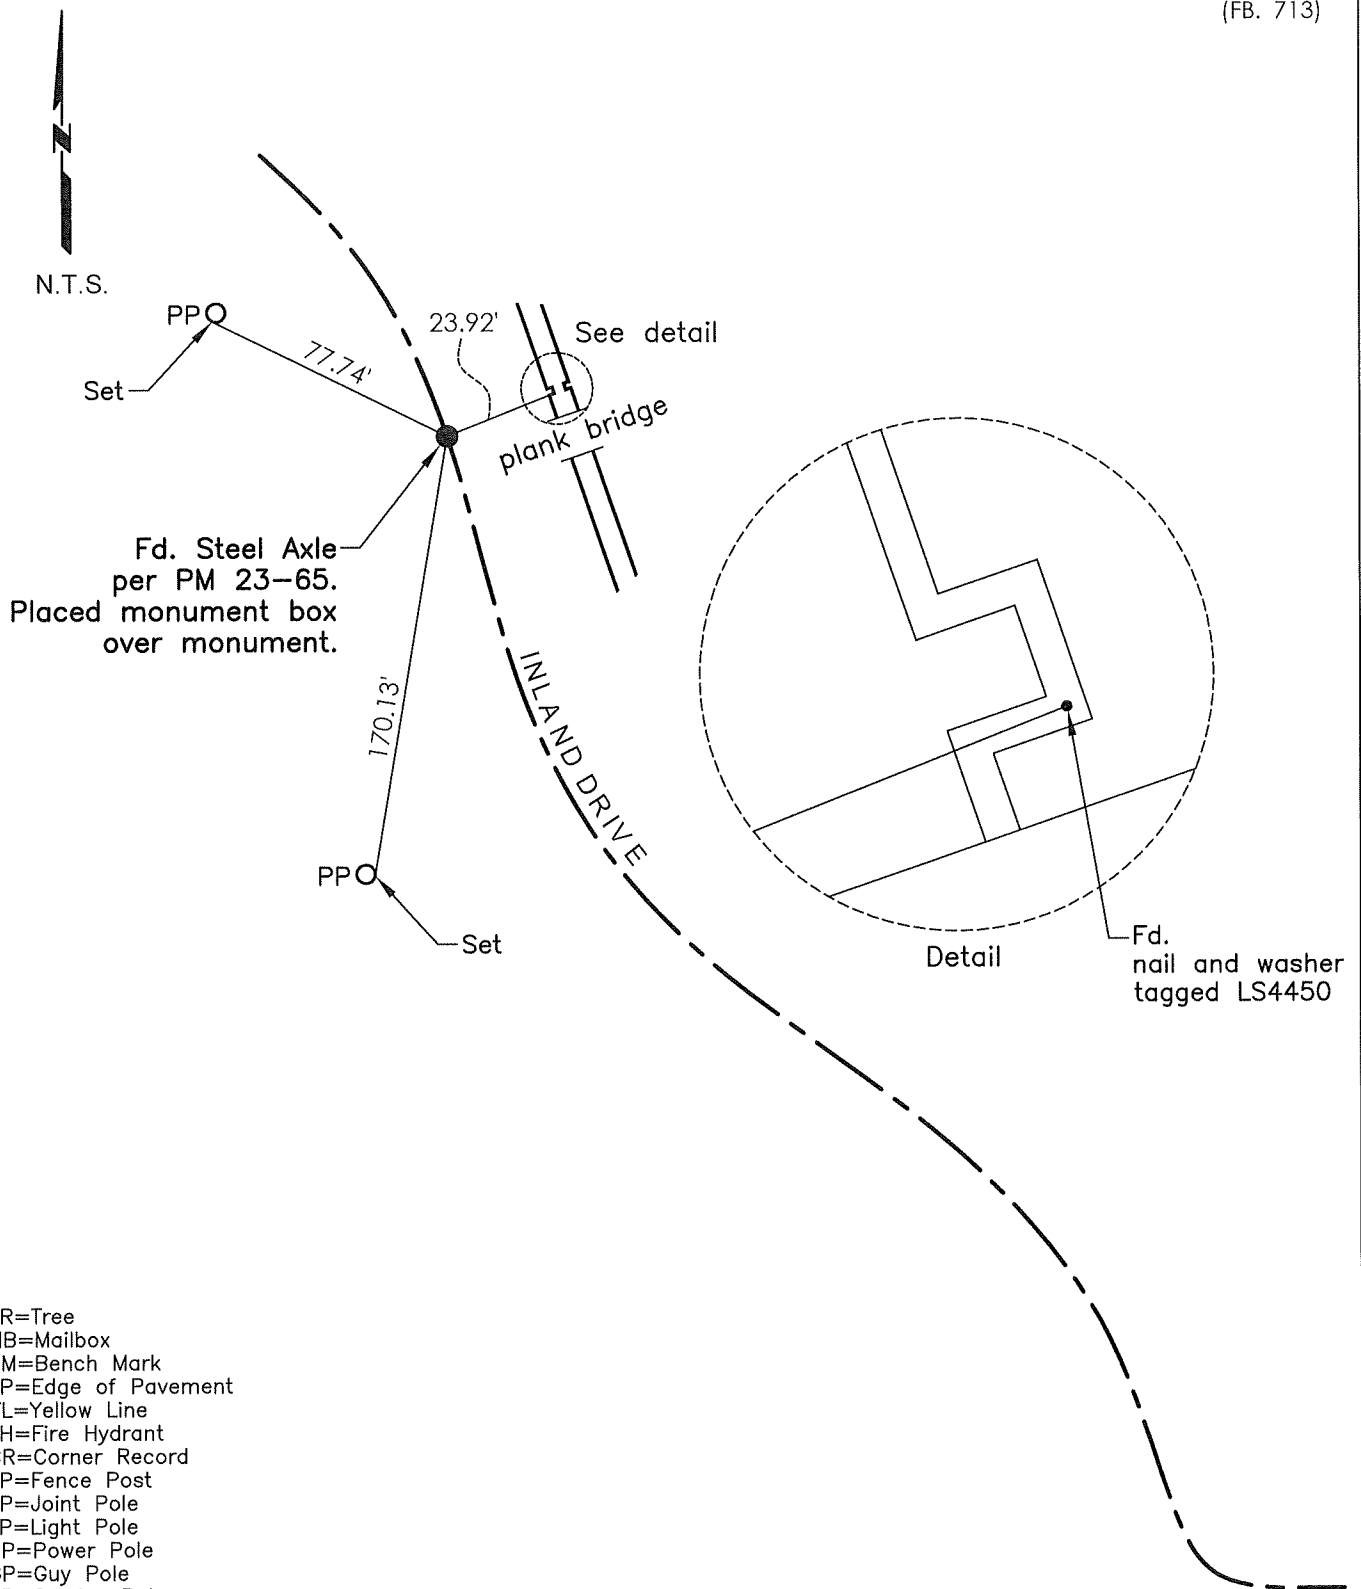 (FB. 713)
N
N.T.S.
PP
Set
77.74'
23.92'
See detail
plank bridge
Fd. Steel Axle
per PM 23-65.
Placed monument box
over monument.
170.13'
INLAND DRIVE
PP
Set
Detail
Fd.
nail and washer
tagged LS4450
R=Tree
B=Mailbox
M=Bench Mark
P=Edge of Pavement
L=Yellow Line
H=Fire Hydrant
R=Corner Record
P=Fence Post
P=Joint Pole
P=Light Pole
P=Power Pole
P=Guy Pole